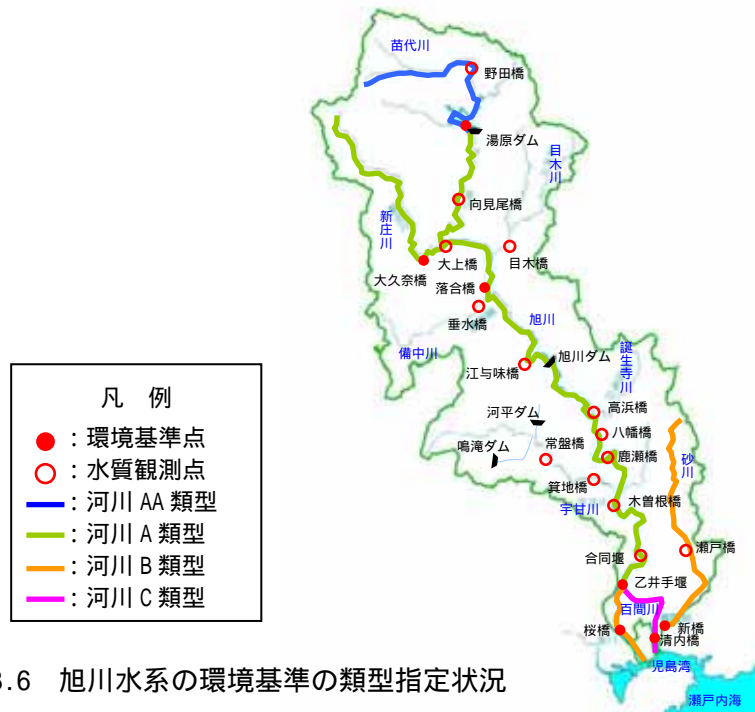 苗代川
野田橋
湯原ダム
目木川
向見尾橋
新庄川
大上橋
目木橋
大久奈橋
落合橋
垂水橋
旭川
備中川
江与味橋
旭川ダム
誕生寺川
高浜橋
河平ダム
八幡橋
鳴滝ダム
常盤橋
鹿瀬橋
砂川
箕地橋
宇甘川
木曽根橋
合同堰
瀬戸橋
乙井手堰
百間川
桜橋
新橋
清内橋
児島湾
瀬戸内海
凡 例
：環境基準点
：水質観測点
：河川 AA 類型
：河川 A 類型
：河川 B 類型
：河川 C 類型
3.6 旭川水系の環境基準の類型指定状況